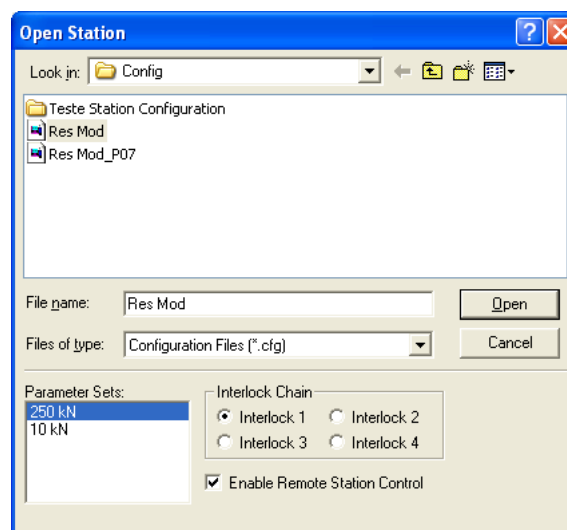 Open Station
Look in: Config
Teste Station Configuration
Res Mod
Res Mod_P07
File name: Res Mod Open
Files of type: Configuration Files (*.cfg) Cancel
Parameter Sets: Interlock Chain
250 kN Interlock 1 Interlock 2
10 kN Interlock 3 Interlock 4
Enable Remote Station Control